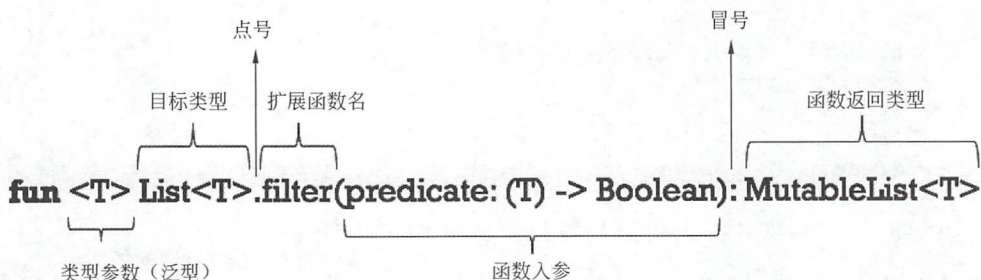 点号
冒号
目标类型
扩展函数名
函数返回类型
fun <T> List<T>.filter(predicate: (T) -> Boolean): MutableList<T>
类型参数（泛型）
函数入参